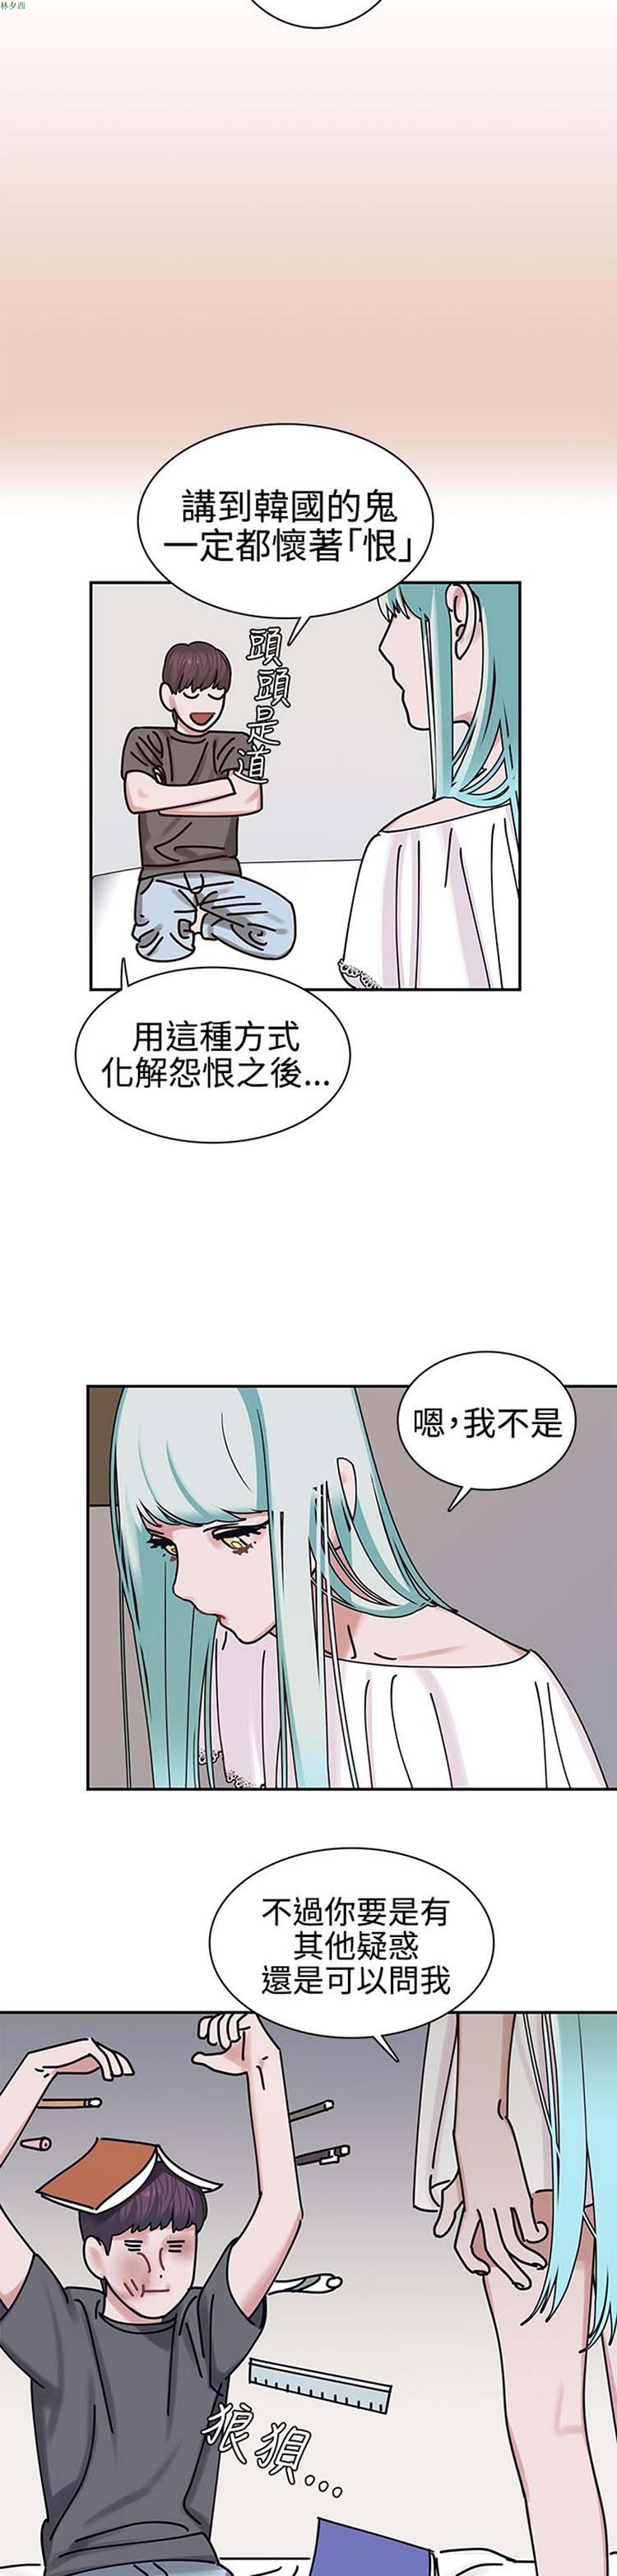 林夕西
講到韓國的鬼
一定都懷著「恨」
頭頭是道
用這種方式
化解怨恨之後...
嗯,我不是
不過你要是有
其他疑惑
還是可以問我
狼狽...